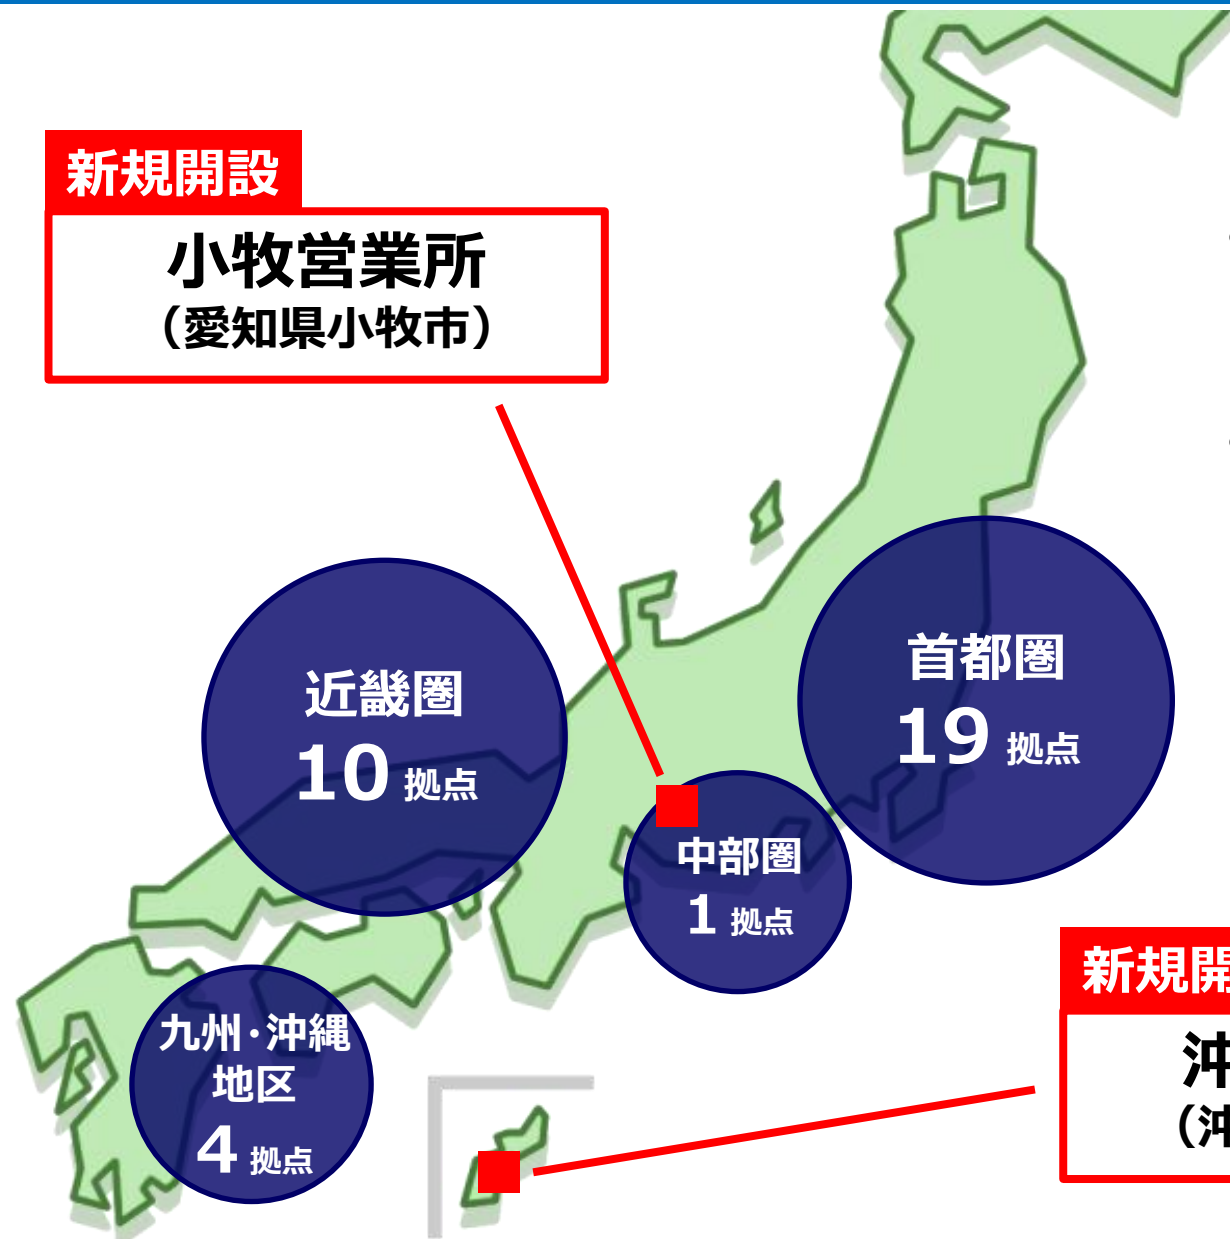 新規開設
小牧営業所
（愛知県小牧市）
首都圏
19 拠点
近畿圏
10 拠点
中部圏
1 拠点
九州・沖縄
地区
4 拠点
新規開
沖
（沖